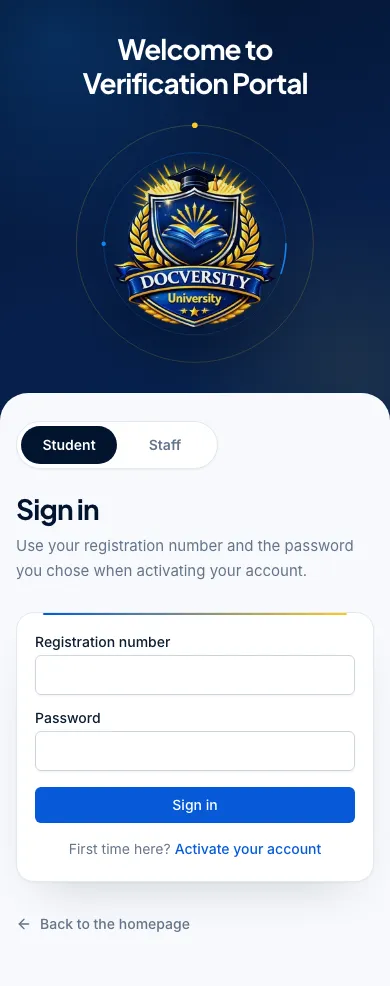 Welcome to
Verification Portal
DOCVERSITY
University
Student
Staff
Sign in
Use your registration number and the password
you chose when activating your account.
Registration number
Password
Sign in
First time here? Activate your account
Back to the homepage